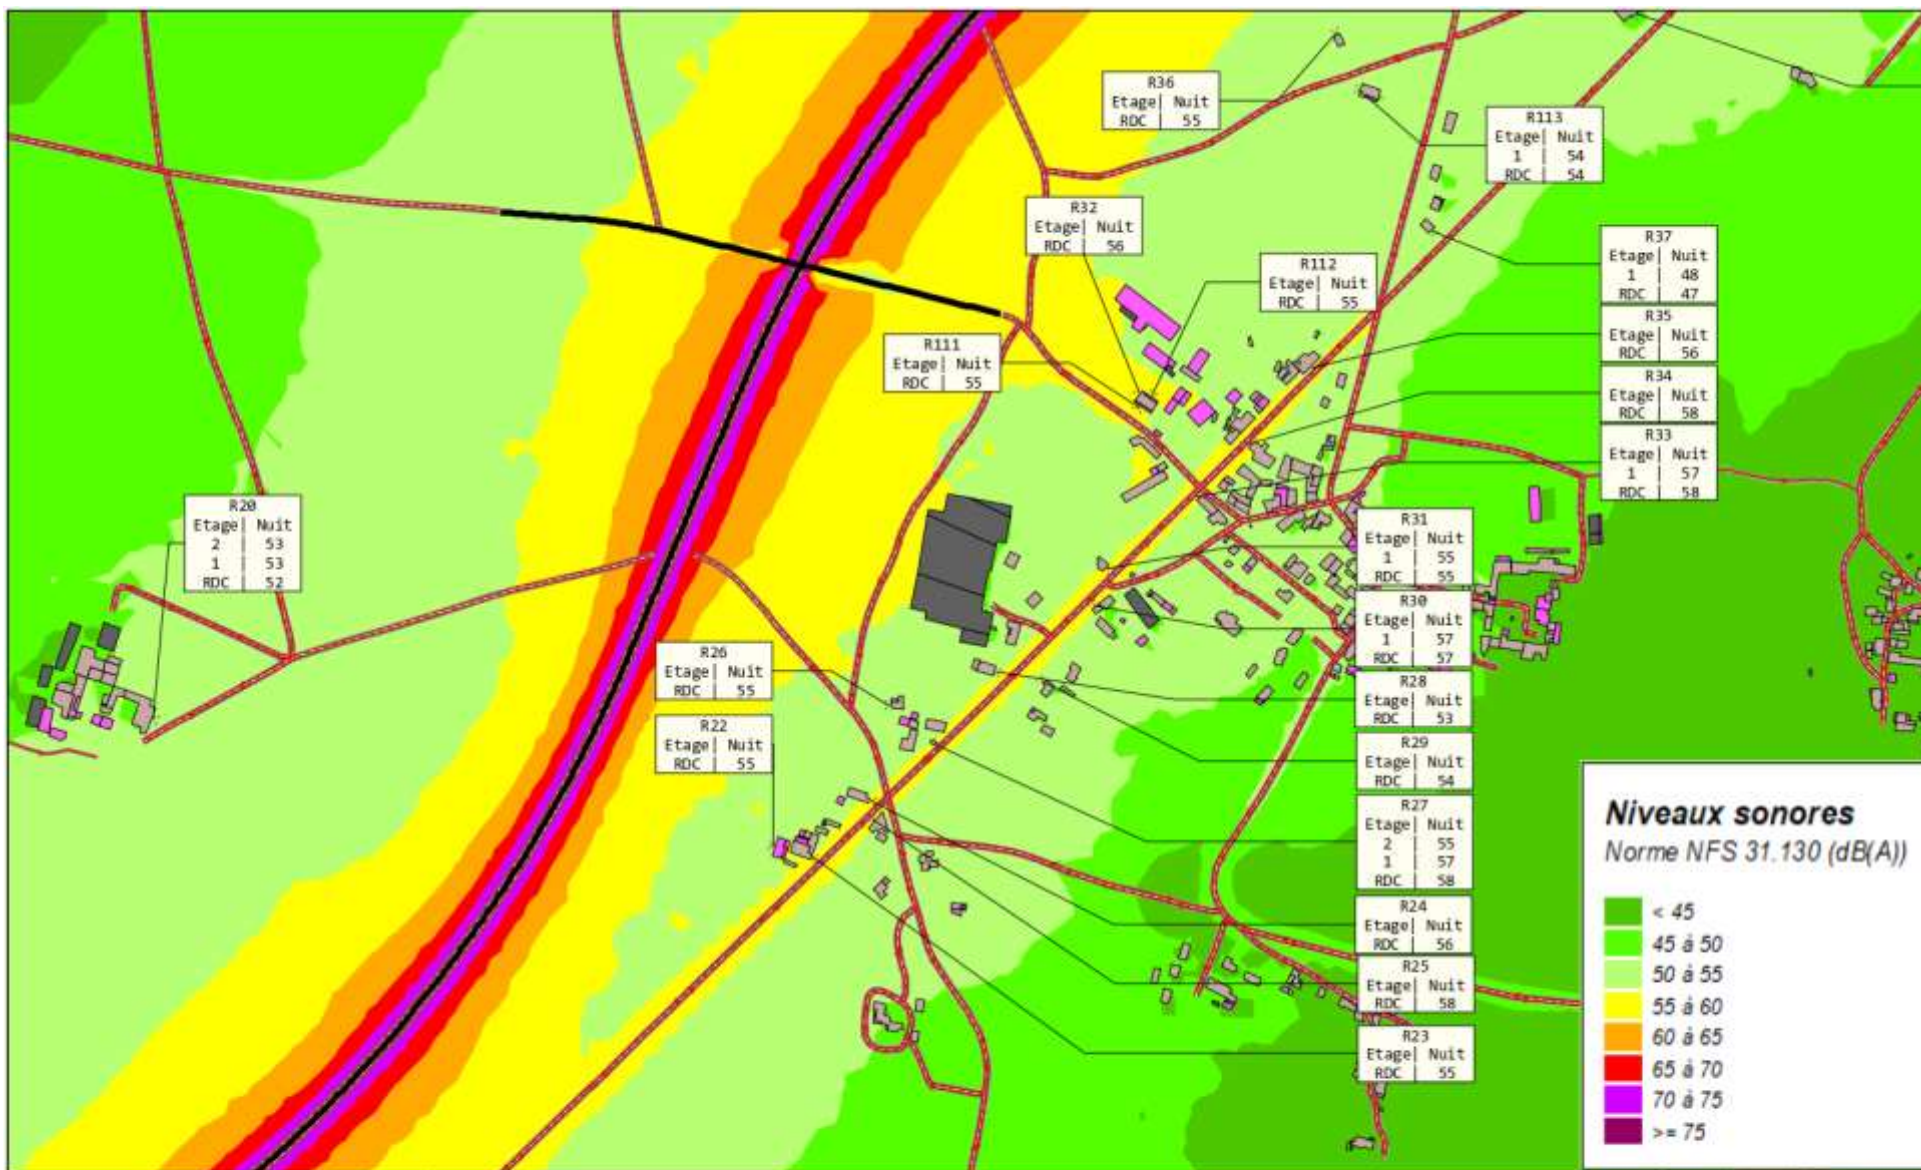 R36
Etage| Nuit
RDC | 55
R113
Etage| Nuit
1 | 54
RDC | 54
R32
Etage| Nuit
RDC | 56
R112
Etage| Nuit
RDC | 55
R37
Etage| Nuit
1 | 48
RDC | 47
R35
Etage| Nuit
RDC | 56
R111
Etage| Nuit
RDC | 55
R34
Etage| Nuit
RDC | 58
R33
Etage| Nuit
1 | 57
RDC | 58
R20
Etage| Nuit
2 | 53
1 | 53
RDC | 52
R31
Etage| Nuit
1 | 55
RDC | 55
R30
Etage| Nuit
1 | 57
RDC | 57
R26
Etage| Nuit
RDC | 55
R28
Etage| Nuit
RDC | 53
R22
Etage| Nuit
RDC | 55
R29
Etage| Nuit
RDC | 54
R27
Etage| Nuit
2 | 55
1 | 57
RDC | 58
R24
Etage| Nuit
RDC | 56
R25
Etage| Nuit
RDC | 58
R23
Etage| Nuit
RDC | 55
Niveaux sonores
Norme NFS 31.130 (dB(A))
< 45
45 à 50
50 à 55
55 à 60
60 à 65
65 à 70
70 à 75
>= 75